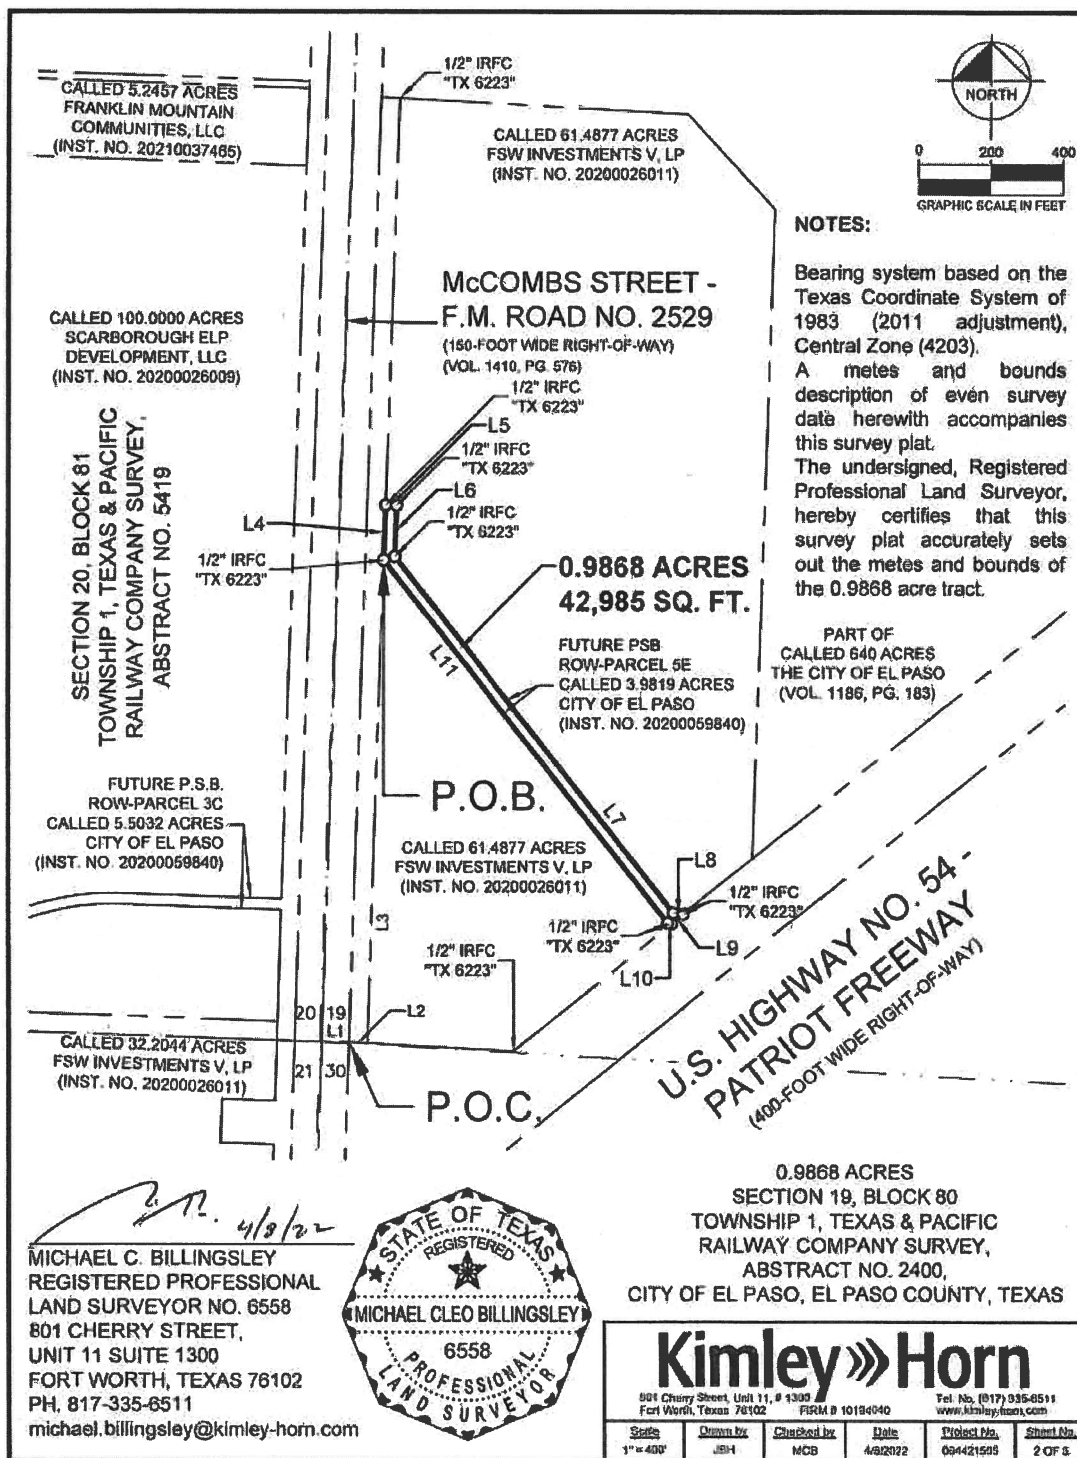 1/2" IRFC
"TX 6223"
CALLED 5.2457 ACRES
FRANKLIN MOUNTAIN
COMMUNITIES, LLC
(INST. NO. 20210037465)
CALLED 61.4877 ACRES
FSW INVESTMENTS V, LP
(INST. NO. 20200026011)
NORTH
0 200 400
GRAPHIC SCALE IN FEET
NOTES:
Bearing system based on the
Texas Coordinate System of
1983 (2011 adjustment),
Central Zone (4203).
A metes and bounds
description of even survey
date herewith accompanies
this survey plat.
The undersigned, Registered
Professional Land Surveyor,
hereby certifies that this
survey plat accurately sets
out the metes and bounds of
the 0.9868 acre tract.
McCOMBS STREET -
F.M. ROAD NO. 2529
(150-FOOT WIDE RIGHT-OF-WAY)
(VOL. 1410, PG. 576)
CALLED 100.0000 ACRES
SCARBOROUGH ELP
DEVELOPMENT, LLC
(INST. NO. 20200026009)
1/2" IRFC
"TX 6223"
L5
1/2" IRFC
"TX 6223"
L6
1/2" IRFC
"TX 6223"
L4
1/2" IRFC
"TX 6223"
SECTION 20, BLOCK 81
TOWNSHIP 1, TEXAS & PACIFIC
RAILWAY COMPANY SURVEY,
ABSTRACT NO. 5419
0.9868 ACRES
42,985 SQ. FT.
FUTURE PSB
ROW-PARCEL 5E
CALLED 3.9819 ACRES
CITY OF EL PASO
(INST. NO. 20200059840)
PART OF
CALLED 640 ACRES
THE CITY OF EL PASO
(VOL. 1186, PG. 183)
L11
P.O.B.
L7
FUTURE P.S.B.
ROW-PARCEL 3C
CALLED 5.5032 ACRES
CITY OF EL PASO
(INST. NO. 20200059840)
CALLED 61.4877 ACRES
FSW INVESTMENTS V, LP
(INST. NO. 20200026011)
L8
1/2" IRFC
"TX 6223"
L3
1/2" IRFC
"TX 6223"
L9
L10
1/2" IRFC
"TX 6223"
U.S. HIGHWAY NO. 54 -
PATRIOT FREEWAY
(400-FOOT WIDE RIGHT-OF-WAY)
20 19
L1
L2
21 30
CALLED 32.2044 ACRES
FSW INVESTMENTS V, LP
(INST. NO. 20200026011)
P.O.C.
0.9868 ACRES
SECTION 19, BLOCK 80
TOWNSHIP 1, TEXAS & PACIFIC
RAILWAY COMPANY SURVEY,
ABSTRACT NO. 2400,
CITY OF EL PASO, EL PASO COUNTY, TEXAS
4/8/22
MICHAEL C. BILLINGSLEY
REGISTERED PROFESSIONAL
LAND SURVEYOR NO. 6558
801 CHERRY STREET,
UNIT 11 SUITE 1300
FORT WORTH, TEXAS 76102
PH. 817-335-6511
michael.billingsley@kimley-horn.com
STATE OF TEXAS
REGISTERED
MICHAEL CLEO BILLINGSLEY
6558
PROFESSIONAL
LAND SURVEYOR
Kimley»Horn
801 Cherry Street, Unit 11, # 1300
Fort Worth, Texas 76102 FIRM # 10194040
Tel. No. (817) 335-6511
www.kimley-horn.com
Scale Drawn by Checked by Date Project No. Sheet No.
1" = 400' JBH MCB 4/8/2022 2 OF 5